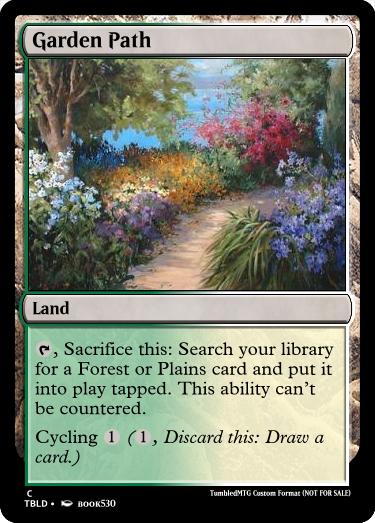 Garden Path
Land
, Sacrifice this: Search your library
for a Forest or Plains card and put it
into play tapped. This ability can't
be countered.
Cycling 1 (1, Discard this: Draw a
card.)
C
TBLD • BOOK530
TumbledMTG Custom Format (NOT FOR SALE)